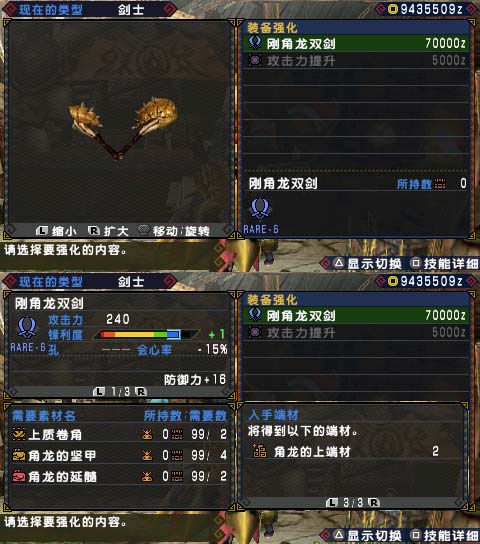 现在的类型 剑士
9435509z
装备强化
刚角龙双剑 70000z
攻击力提升 5000z
刚角龙双剑 所持数 0
RARE-6
L 缩小 R 扩大 移动/旋转
请选择要强化的内容。
△ 显示切换 □ 技能详细
现在的类型 剑士
9435509z
刚角龙双剑
攻击力 240
锋利度 +1
RARE-6 孔 --- 会心率 -15%
防御力+16
L 1/3 R
装备强化
刚角龙双剑 70000z
攻击力提升 5000z
需要素材名 所持数/需要数
上质卷角 0 99/ 2
角龙的坚甲 0 99/ 4
角龙的延髓 0 99/ 2
入手端材
将得到以下的端材。
角龙的上端材 2
L 3/3 R
请选择要强化的内容。
△ 显示切换 □ 技能详细